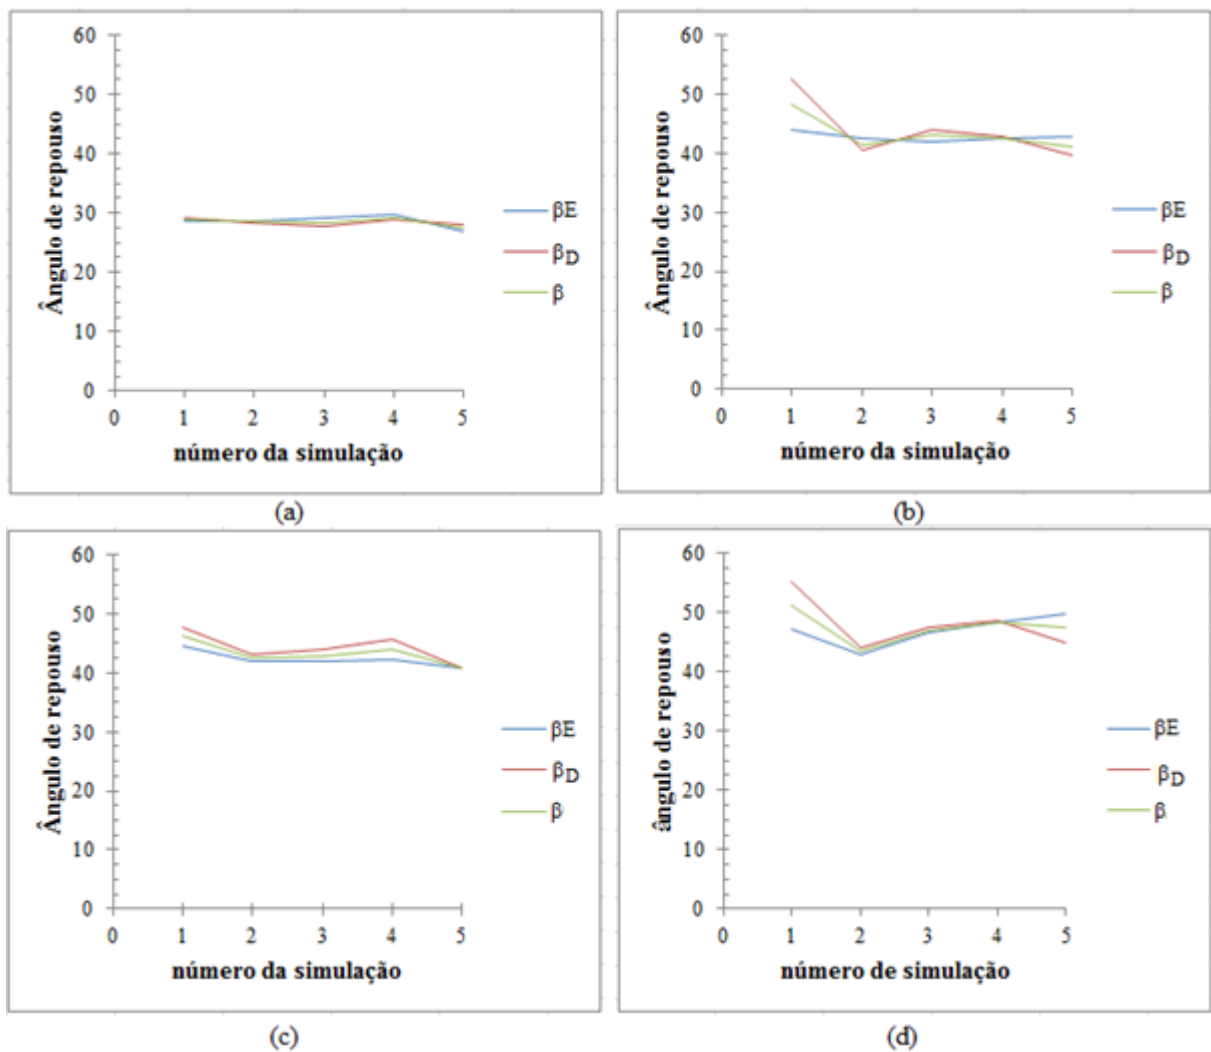 60
50
40
30
20
10
0
Ângulo de repouso
0 1 2 3 4 5
número da simulação
βE
βD
β
(a)
60
50
40
30
20
10
0
Ângulo de repouso
0 1 2 3 4 5
número da simulação
βE
βD
β
(b)
60
50
40
30
20
10
0
Ângulo de repouso
0 1 2 3 4 5
número da simulação
βE
βD
β
(c)
60
50
40
30
20
10
0
ângulo de repouso
0 1 2 3 4 5
número de simulação
βE
βD
β
(d)